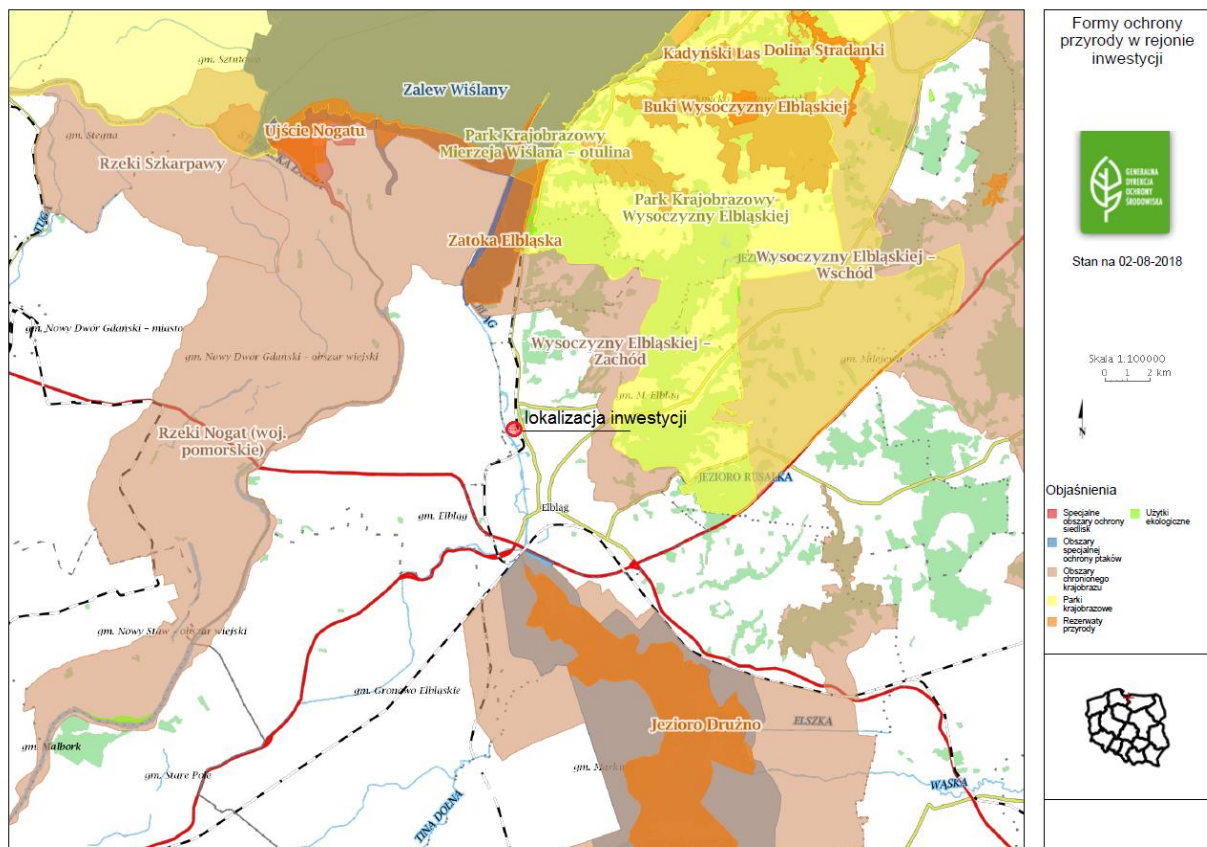 Formy ochrony
przyrody w rejonie
inwestycji
GENERALNA
DYREKCJA
OCHRONY
ŚRODOWISKA
Stan na 02-08-2018
Skala 1:100000
0 1 2 km
N
Objaśnienia
Specjalne
obszary ochrony
siedlisk
Obszary
specjalnej
ochrony ptaków
Obszary
chronionego
krajobrazu
Parki
krajobrazowe
Rezerwaty
przyrody
Użytki
ekologiczne
gm. Sztutowo
Kadyński Las
Dolina Stradanki
Zalew Wiślany
Buki Wysoczyzny Elbląskiej
gm. Stegna
Ujście Nogatu
Park Krajobrazowy
Mierzeja Wiślana – otulina
Rzeki Szkarpawy
Park Krajobrazowy
Wysoczyzny Elbląskiej
TUGA
Zatoka Elbląska
Wysoczyzny Elbląskiej –
Wschód
gm. Nowy Dwór Gdański – miasto
gm. Nowy Dwór Gdański – obszar wiejski
Wysoczyzny Elbląskiej –
Zachód
gm. Milejewo
gm. M. Elbląg
lokalizacja inwestycji
Rzeki Nogat (woj.
pomorskie)
JEZIORO RUSAŁKA
gm. Elbląg
Elbląg
gm. Nowy Staw – obszar wiejski
gm. Gronowo Elbląskie
Jezioro Drużno
ELSZKA
gm. Malbork
gm. Stare Pole
gm. Markusy
WĄSKA
TINA DOLNA